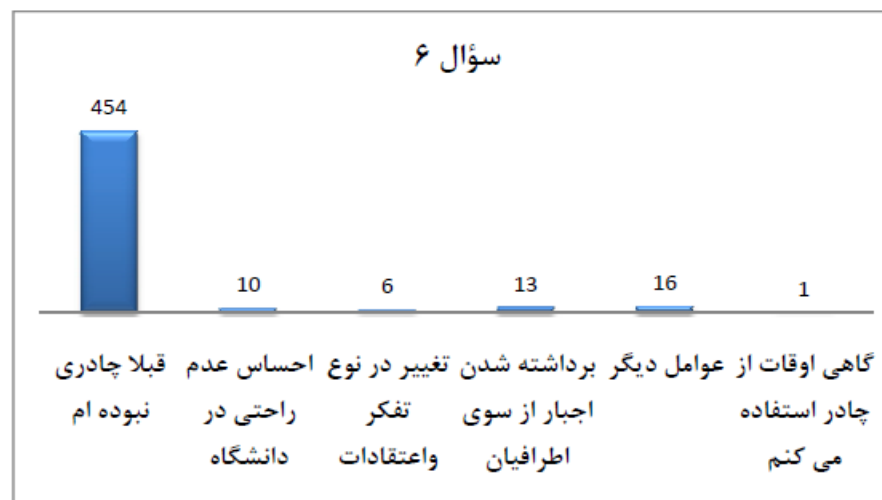 سؤال ۶
454
10
6
13
16
1
قبلا چادری
نبوده ام
احساس عدم
راحتی در
دانشگاه
تغییر در نوع
تفکر
واعتقادات
برداشته شدن
اجبار از سوی
اطرافیان
عوامل دیگر
گاهی اوقات از
چادر استفاده
می کنم